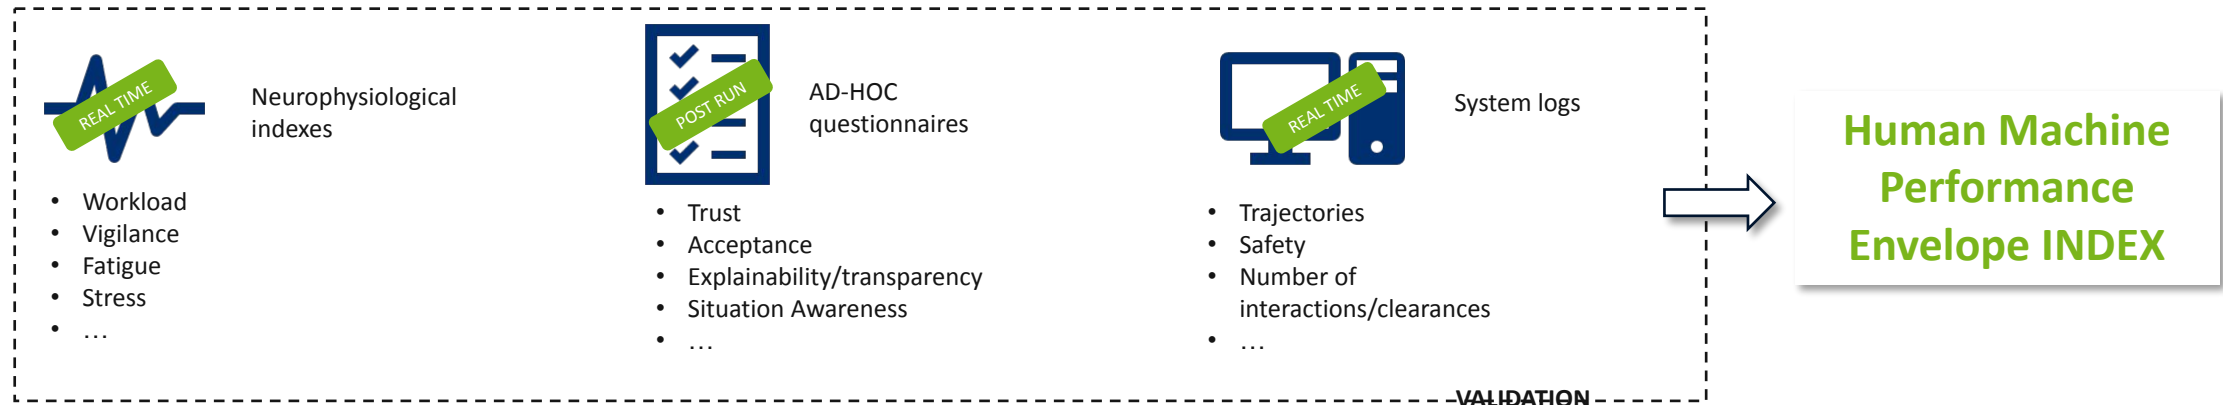 REAL TIME
Neurophysiological
indexes
• Workload
• Vigilance
• Fatigue
• Stress
• ...
POST RUN
AD-HOC
questionnaires
• Trust
• Acceptance
• Explainability/transparency
• Situation Awareness
• ...
REAL TIME
System logs
• Trajectories
• Safety
• Number of
interactions/clearances
• ...
VALIDATION
Human Machine
Performance
Envelope INDEX